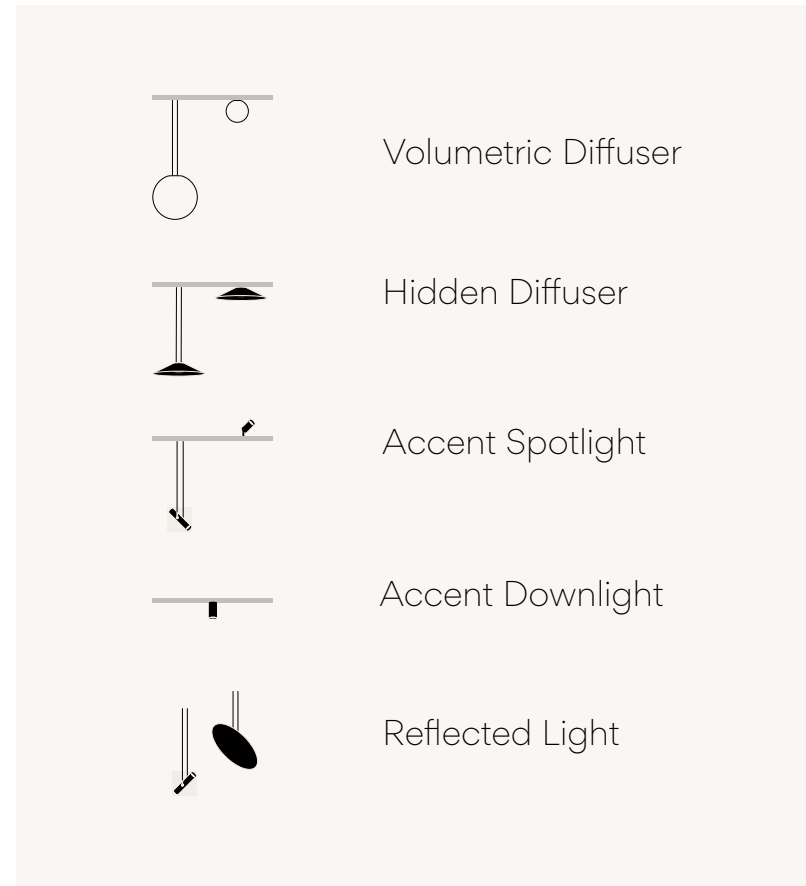 Volumetric Diffuser
Hidden Diffuser
Accent Spotlight
Accent Downlight
Reflected Light